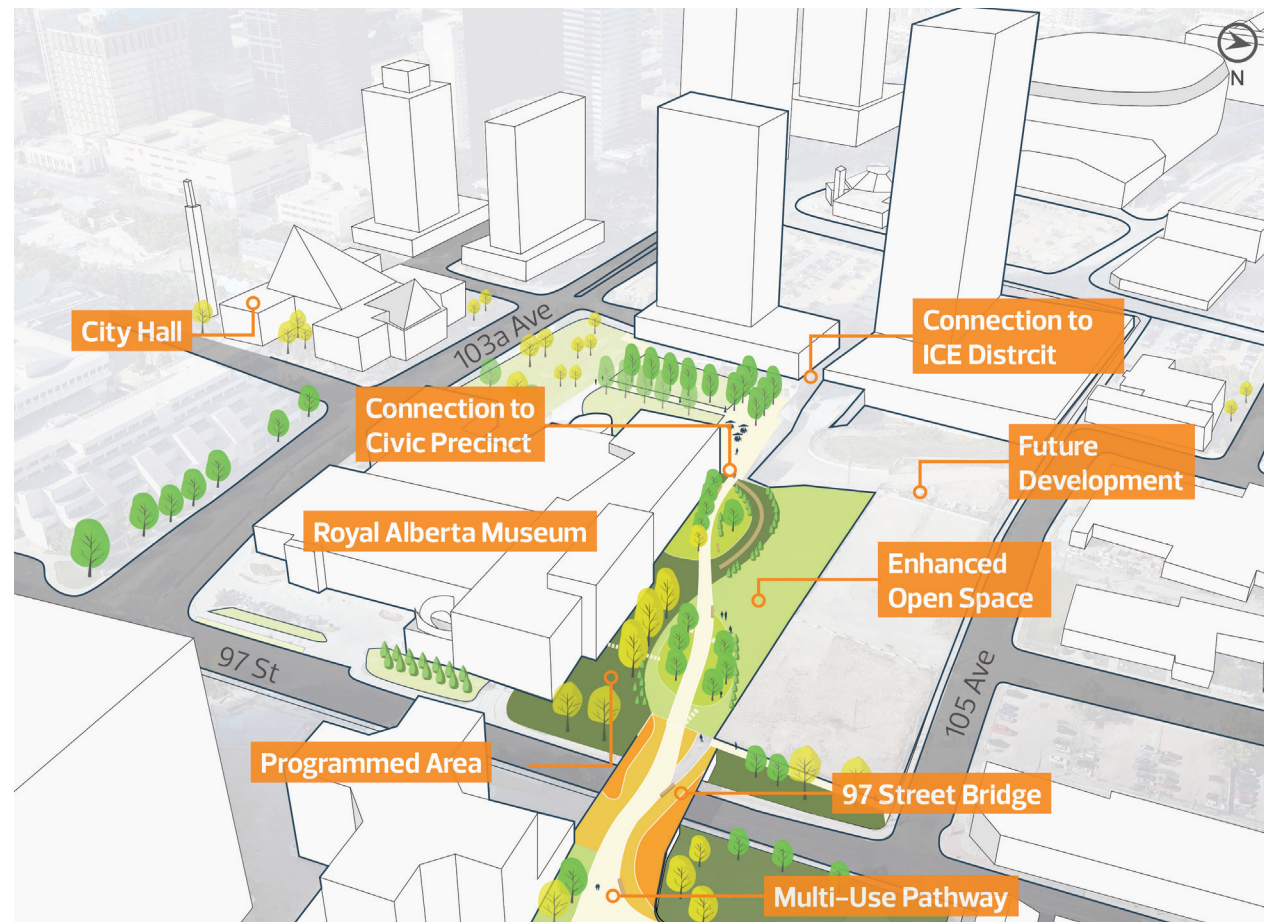 N
City Hall
103a Ave
Connection to
ICE Distrcit
Connection to
Civic Precinct
Future
Development
Royal Alberta Museum
Enhanced
Open Space
97 St
105 Ave
Programmed Area
97 Street Bridge
Multi-Use Pathway